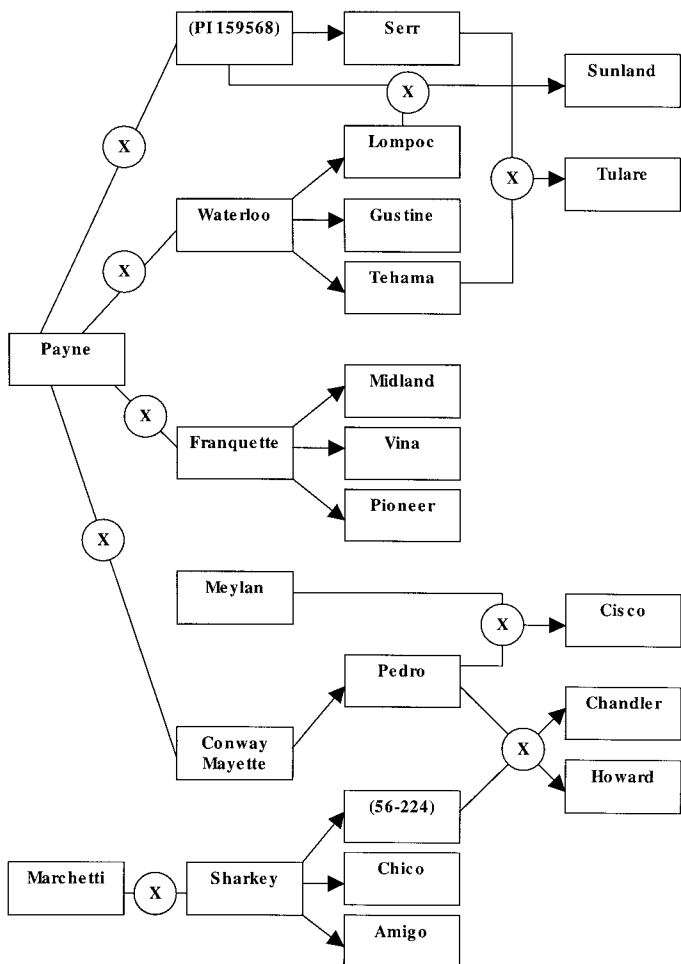 (PI 159568)
Serr
Sunland
X
X
Lompoc
X
Tulare
Waterloo
Gustine
X
Tehama
Payne
Midland
X
Franquette
Vina
Pioneer
X
Meylan
X
Cisco
Pedro
Chandler
Conway
Mayette
X
Howard
(56-224)
Marchetti
X
Sharkey
Chico
Amigo